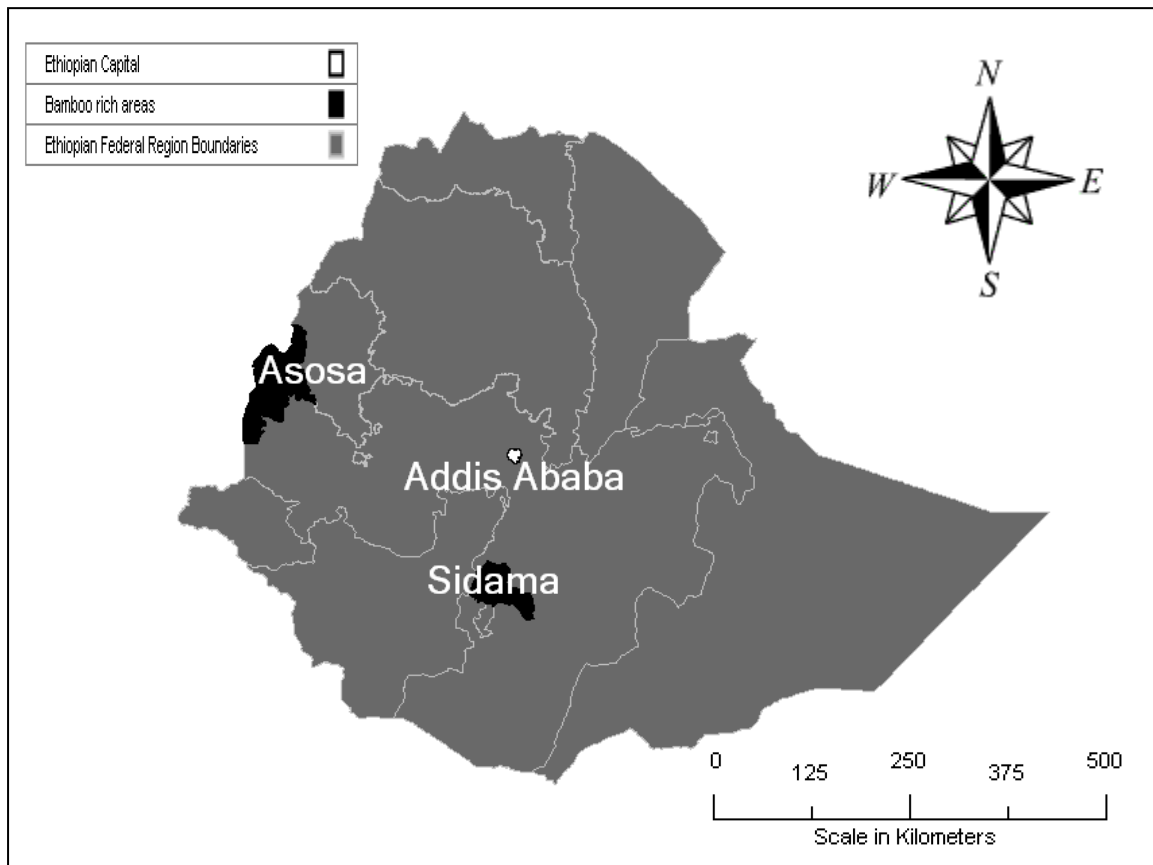 Ethiopian Capital
Bamboo rich areas
Ethiopian Federal Region Boundaries
N
W
E
S
Asosa
Addis Ababa
Sidama
0 125 250 375 500
Scale in Kilometers